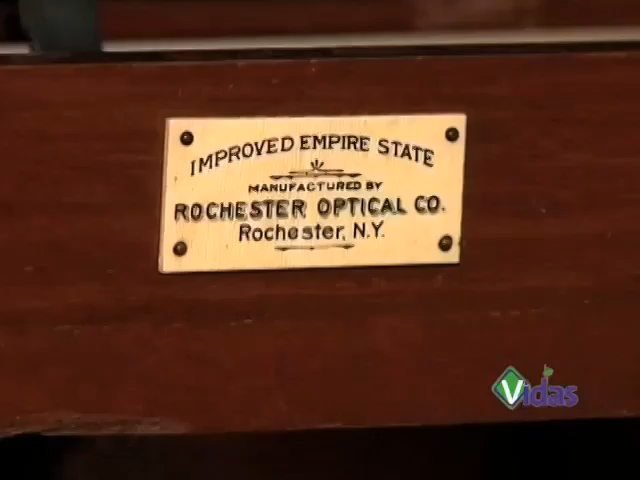 IMPROVED EMPIRE STATE
MANUFACTURED BY
ROCHESTER OPTICAL CO.
Rochester, N.Y.
Vidas